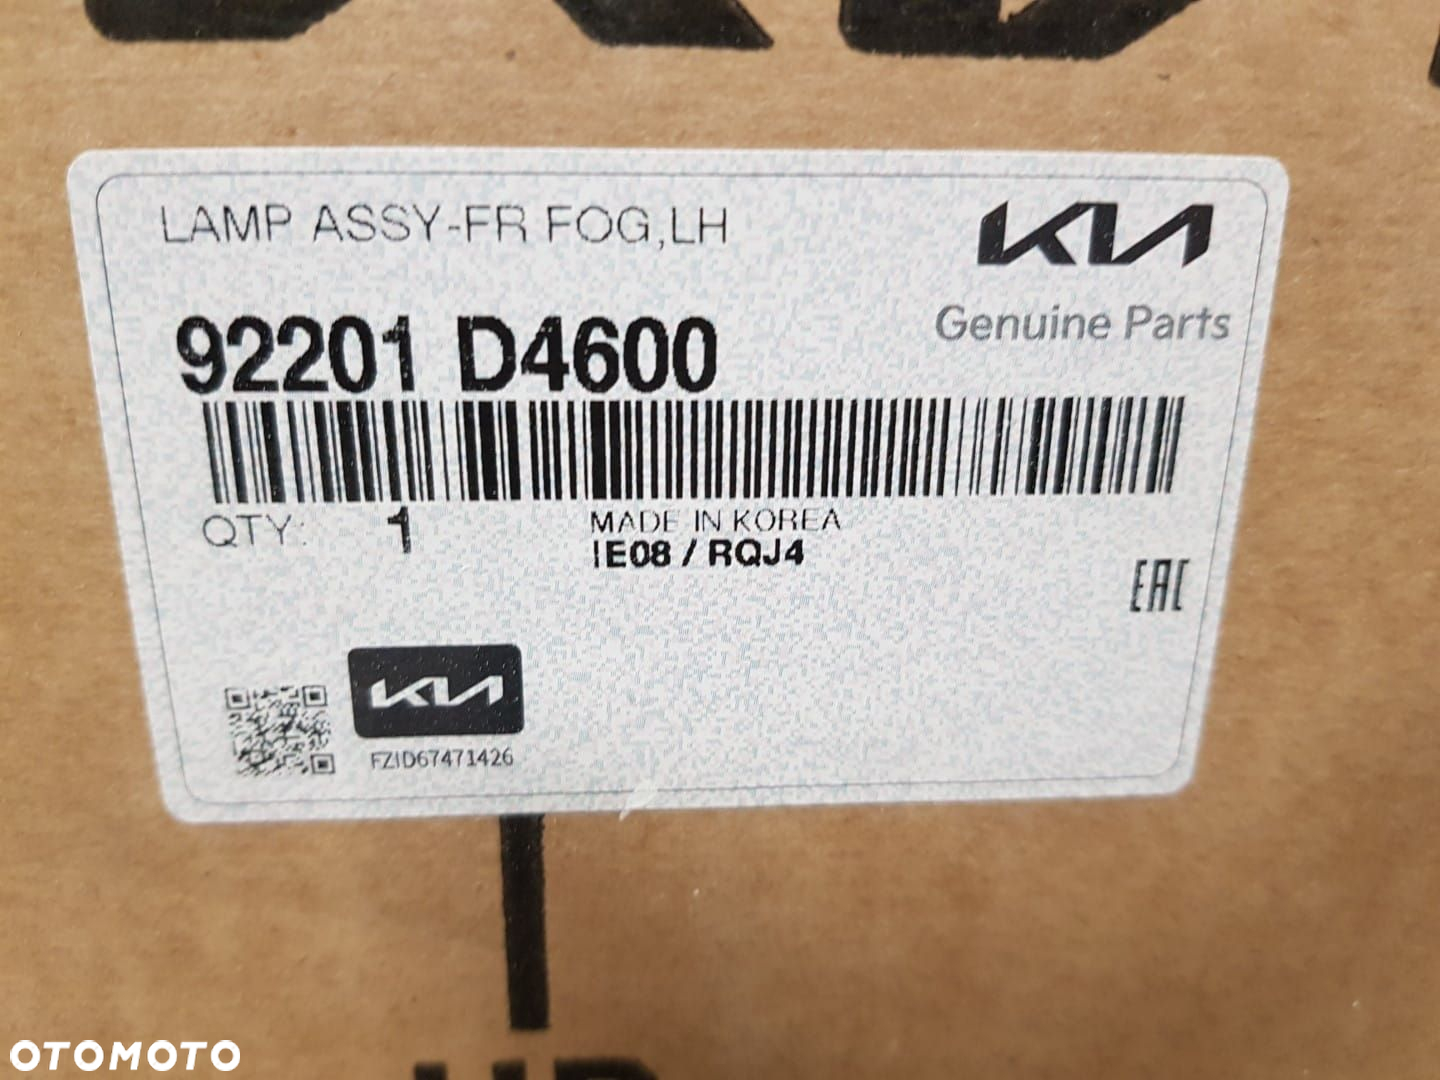 LAMP ASSY-FR FOG,LH
KIA
Genuine Parts
92201 D4600
QTY: 1
MADE IN KOREA
IE08 / RQJ4
EAC
KIA
FZID67471426
OTOMOTO